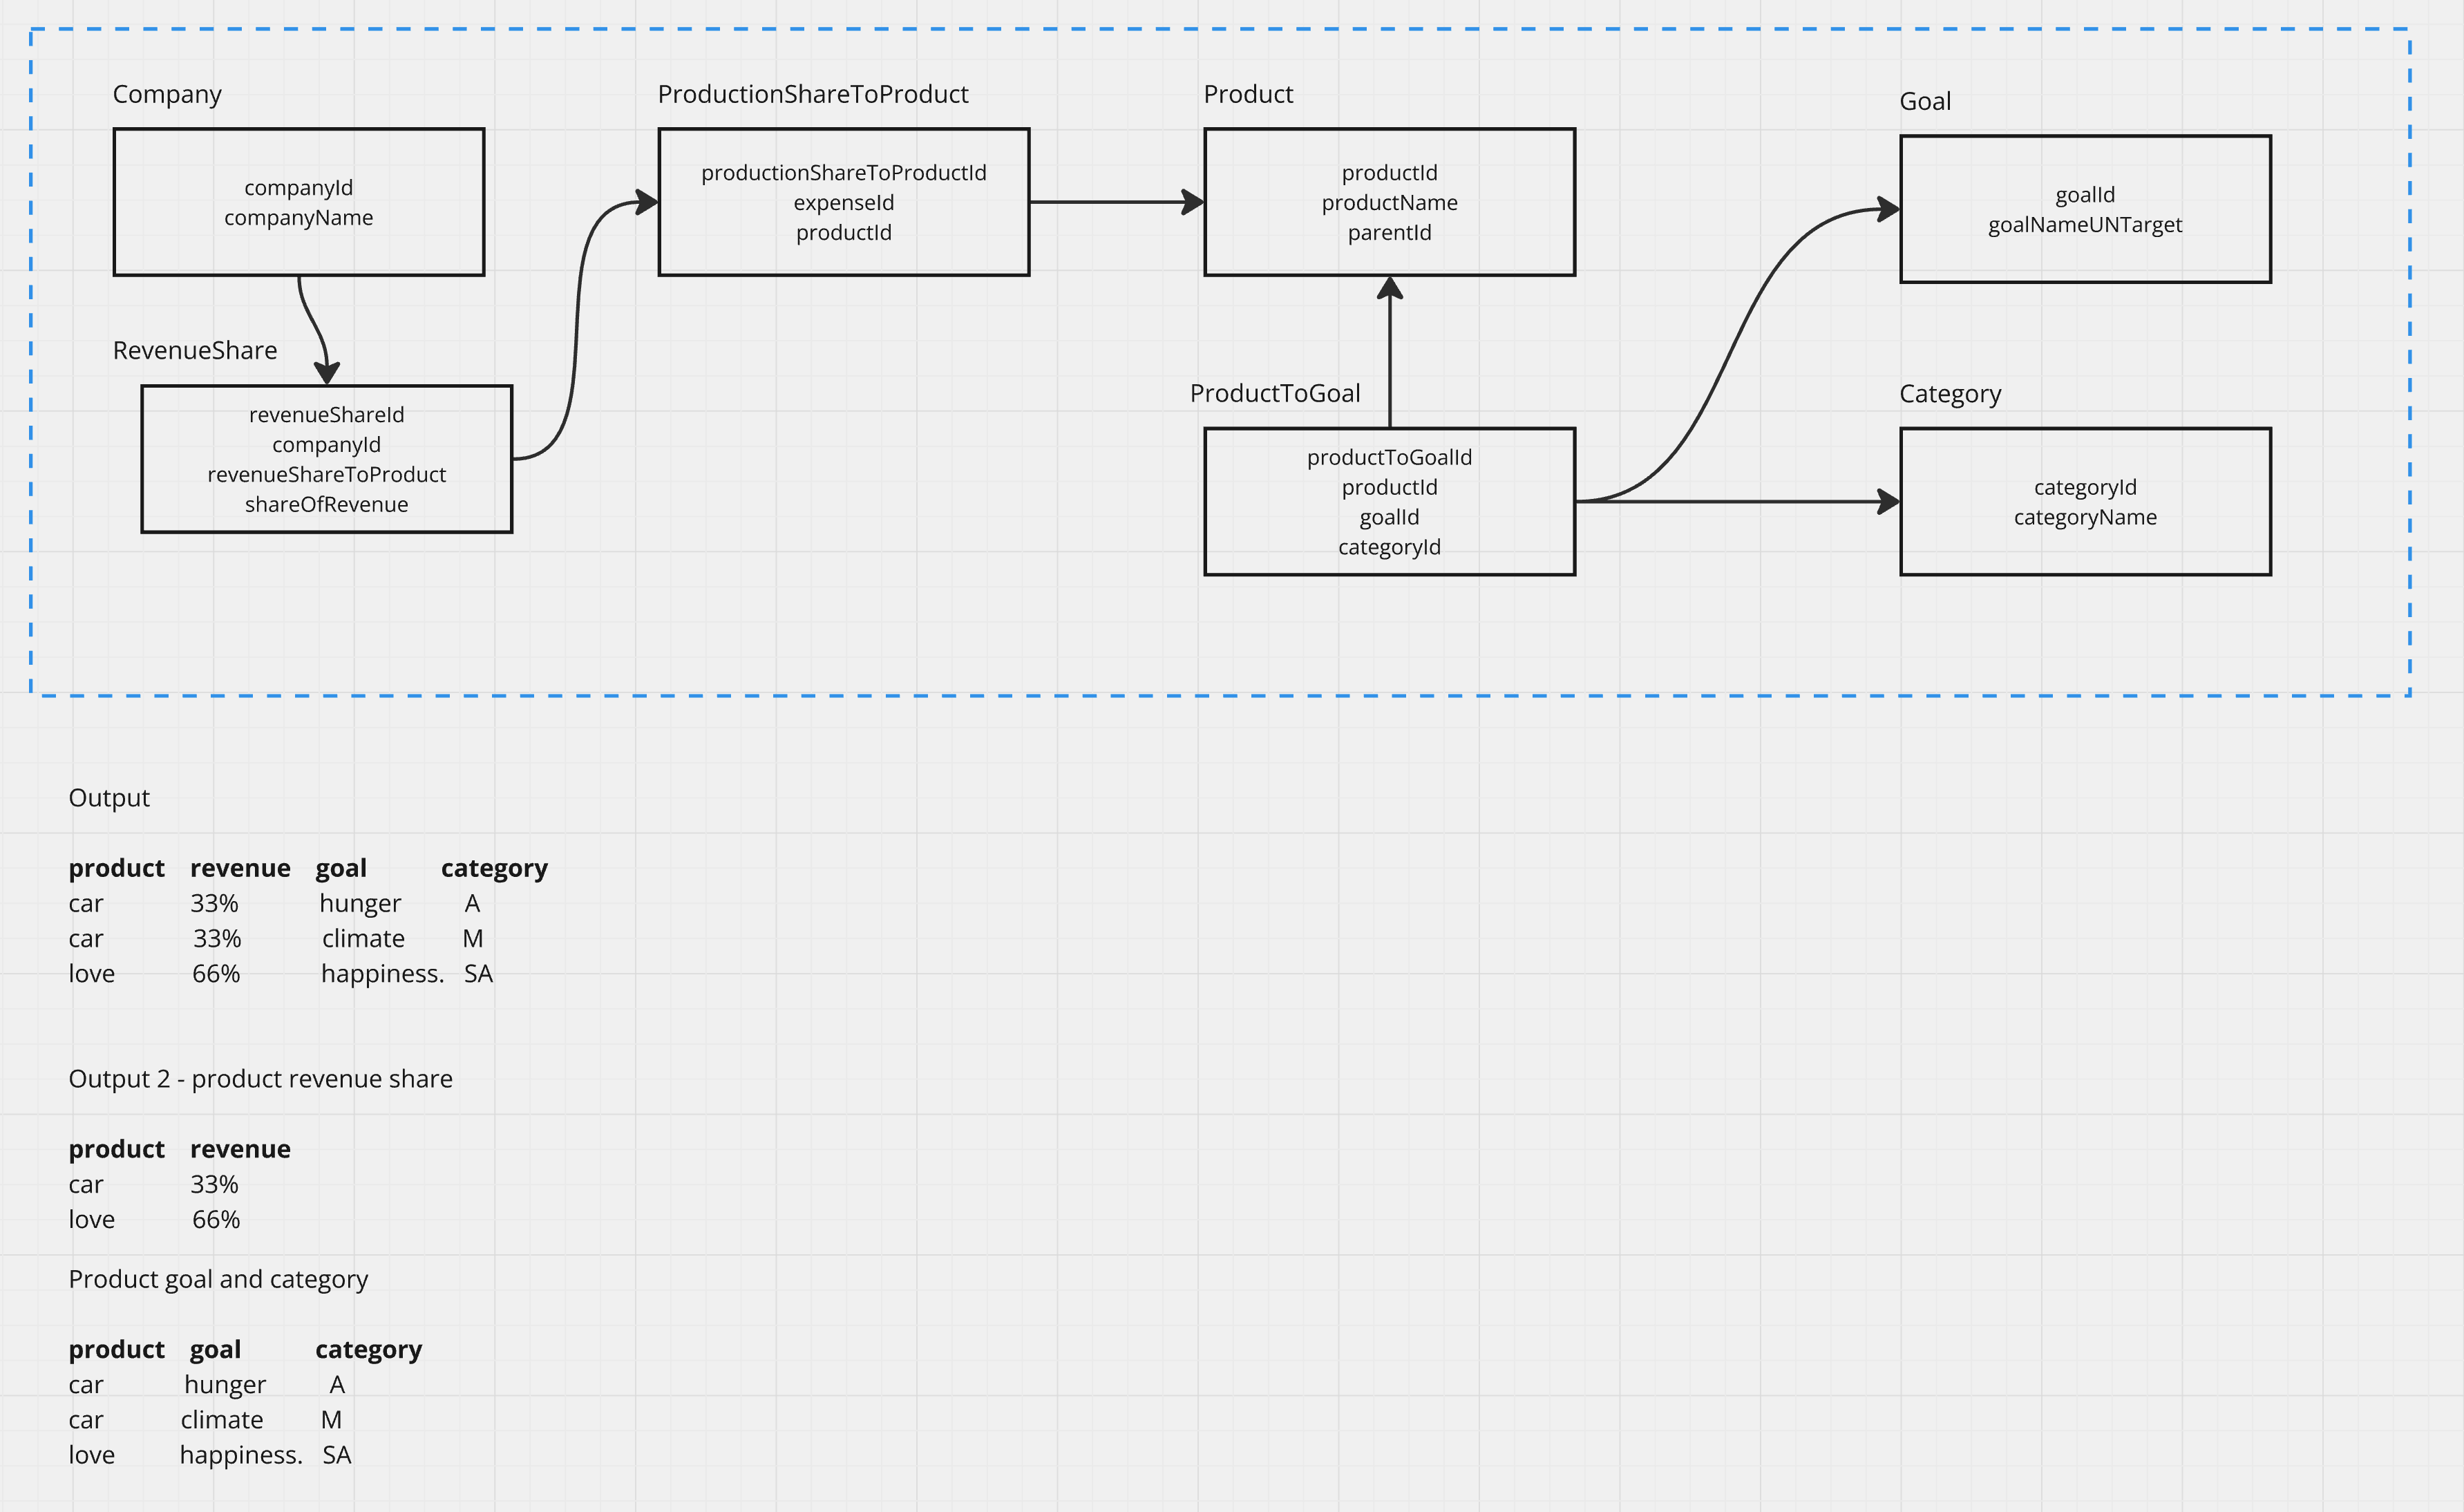 Company
companyId
companyName
RevenueShare
revenueShareId
companyId
revenueShareToProduct
shareOfRevenue
ProductionShareToProduct
productionShareToProductId
expenseId
productId
Product
productId
productName
parentId
ProductToGoal
productToGoalId
productId
goalId
categoryId
Goal
goalId
goalNameUNTarget
Category
categoryId
categoryName
Output
product revenue goal category
car 33% hunger A
car 33% climate M
love 66% happiness. SA
Output 2 - product revenue share
product revenue
car 33%
love 66%
Product goal and category
product goal category
car hunger A
car climate M
love happiness. SA